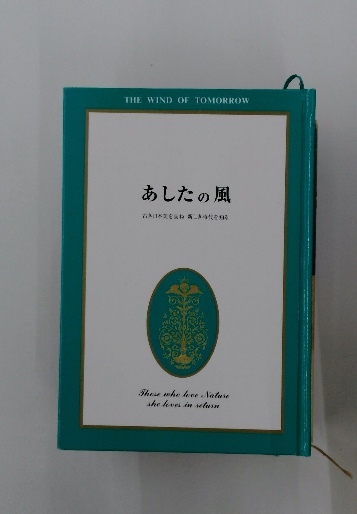 THE WIND OF TOMORROW
あしたの風
Those who love Nature
she loves in return